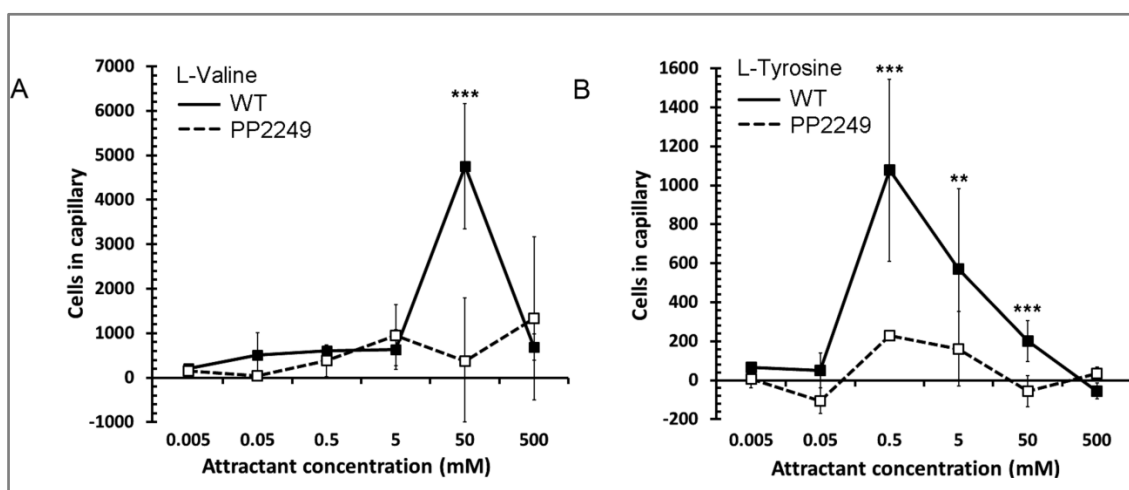 A
L-Valine
WT
PP2249
***
7000
6000
5000
4000
3000
2000
1000
0
-1000
Cells in capillary
0.005 0.05 0.5 5 50 500
Attractant concentration (mM)
B
L-Tyrosine
WT
PP2249
***
**
***
1600
1400
1200
1000
800
600
400
200
0
-200
Cells in capillary
0.005 0.05 0.5 5 50 500
Attractant concentration (mM)